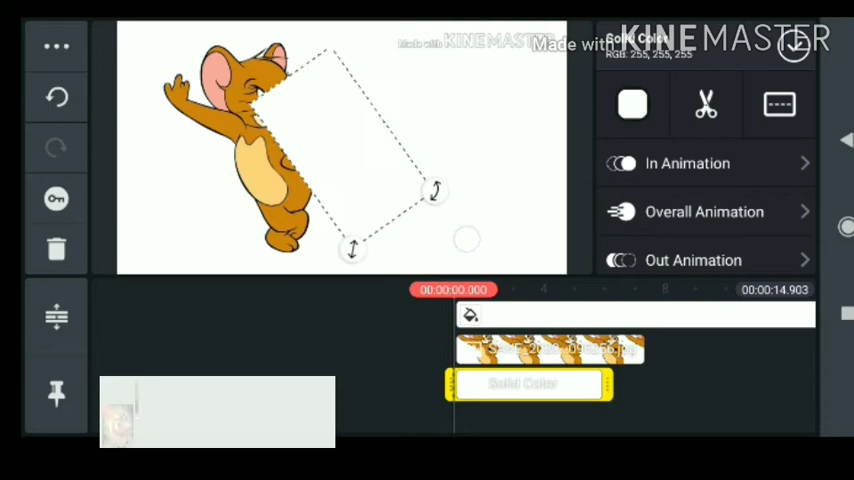 Made with KINEMASTER
Made with KINEMASTER
Solid Color
RGB: 255, 255, 255
In Animation
Overall Animation
Out Animation
00:00:00.000
4
8
00:00:14.903
Solid Color